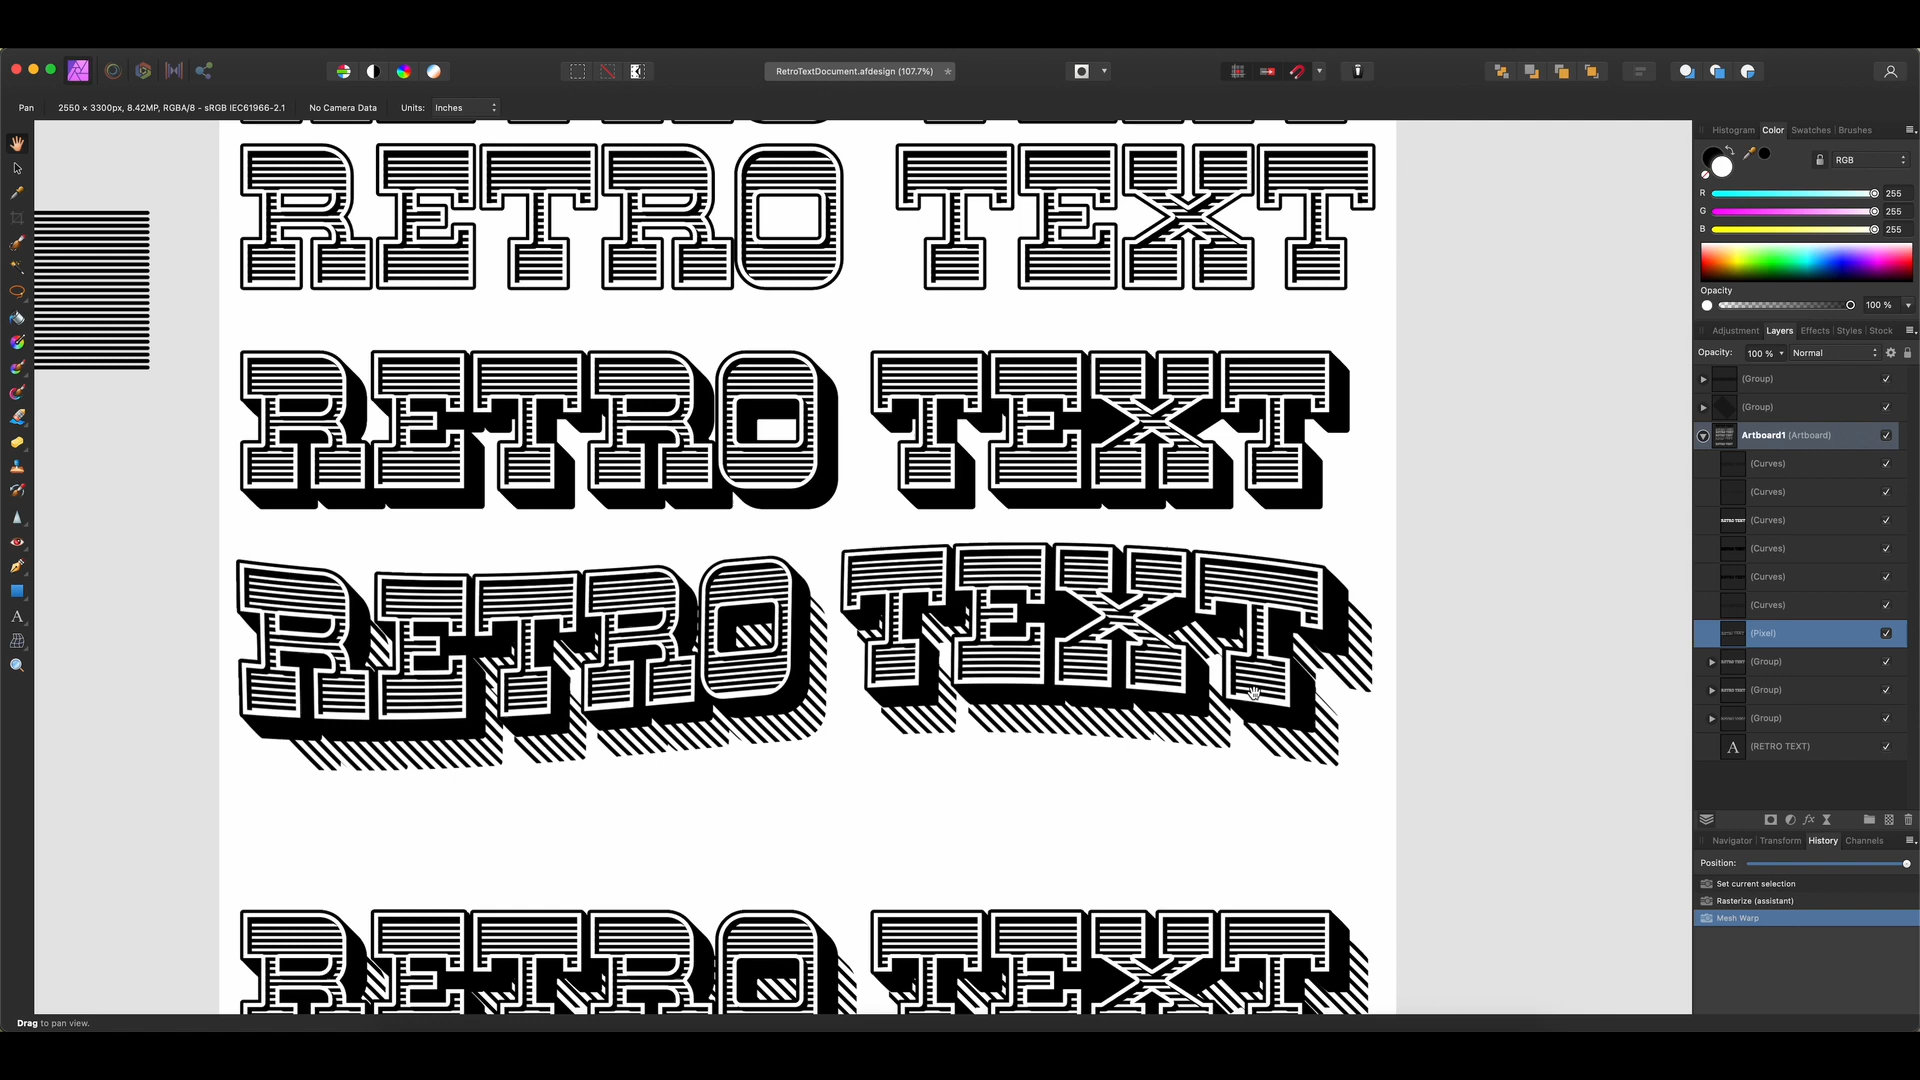 RetroTextDocument.afdesign (107.7%)
Pan
2550 × 3300px, 8.42MP, RGBA/8 - sRGB IEC61966-2.1
No Camera Data
Units:
Inches
RETRO TEXT
RETRO TEXT
RETRO TEXT
RETRO TEXT
Histogram Color Swatches Brushes
RGB
R 255
G 255
B 255
Opacity
100 %
Adjustment Layers Effects Styles Stock
Opacity: 100 % Normal
(Group)
(Group)
Artboard1 (Artboard)
(Curves)
(Curves)
RETRO TEXT (Curves)
(Curves)
(Curves)
(Curves)
(Pixel)
(Group)
(Group)
(Group)
A (RETRO TEXT)
fx
Navigator Transform History Channels
Position:
Set current selection
Rasterize (assistant)
Mesh Warp
Drag to pan view.